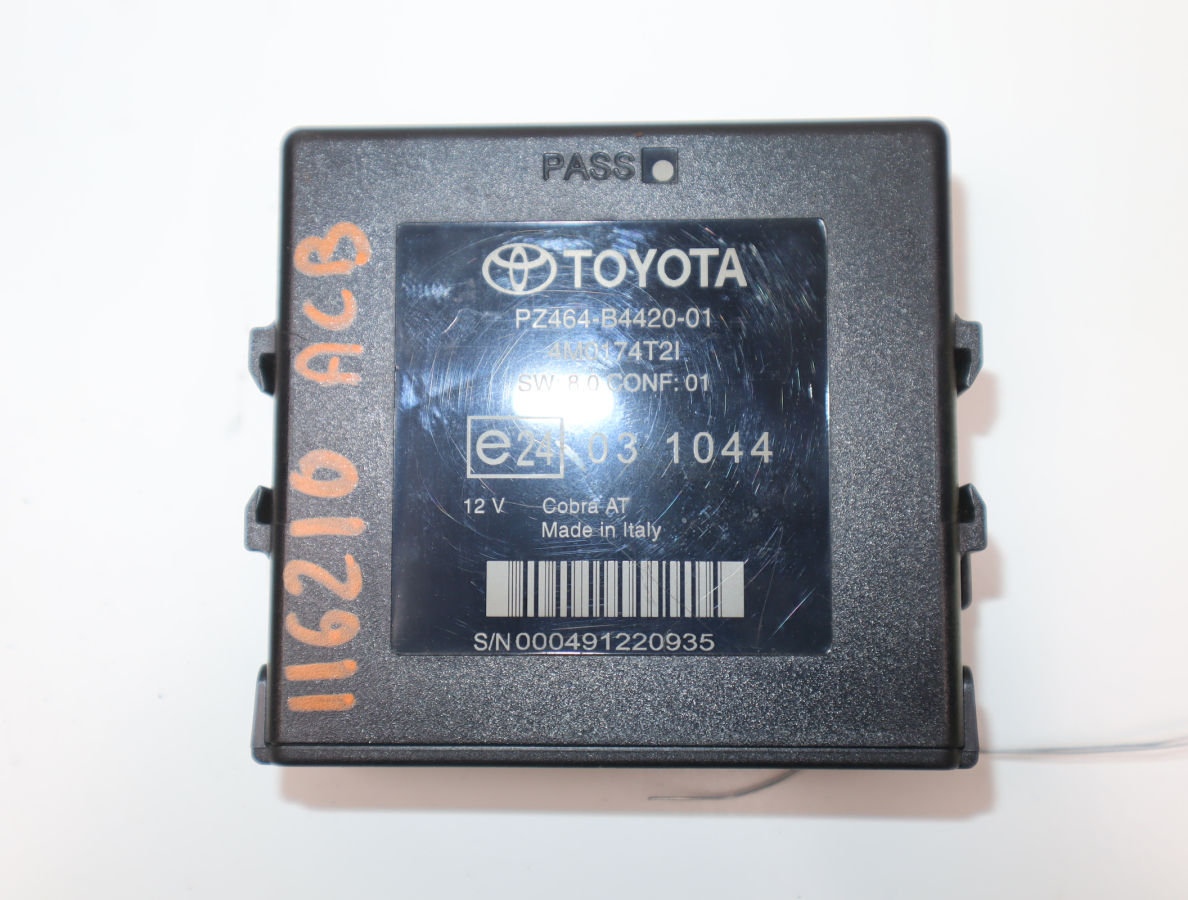 PASS
TOYOTA
PZ464-B4420-01
4M0174T2I
SW: 8.0 CONF: 01
e24 03 1044
12 V Cobra AT
Made in Italy
S/N 000491220935
116216 ACB